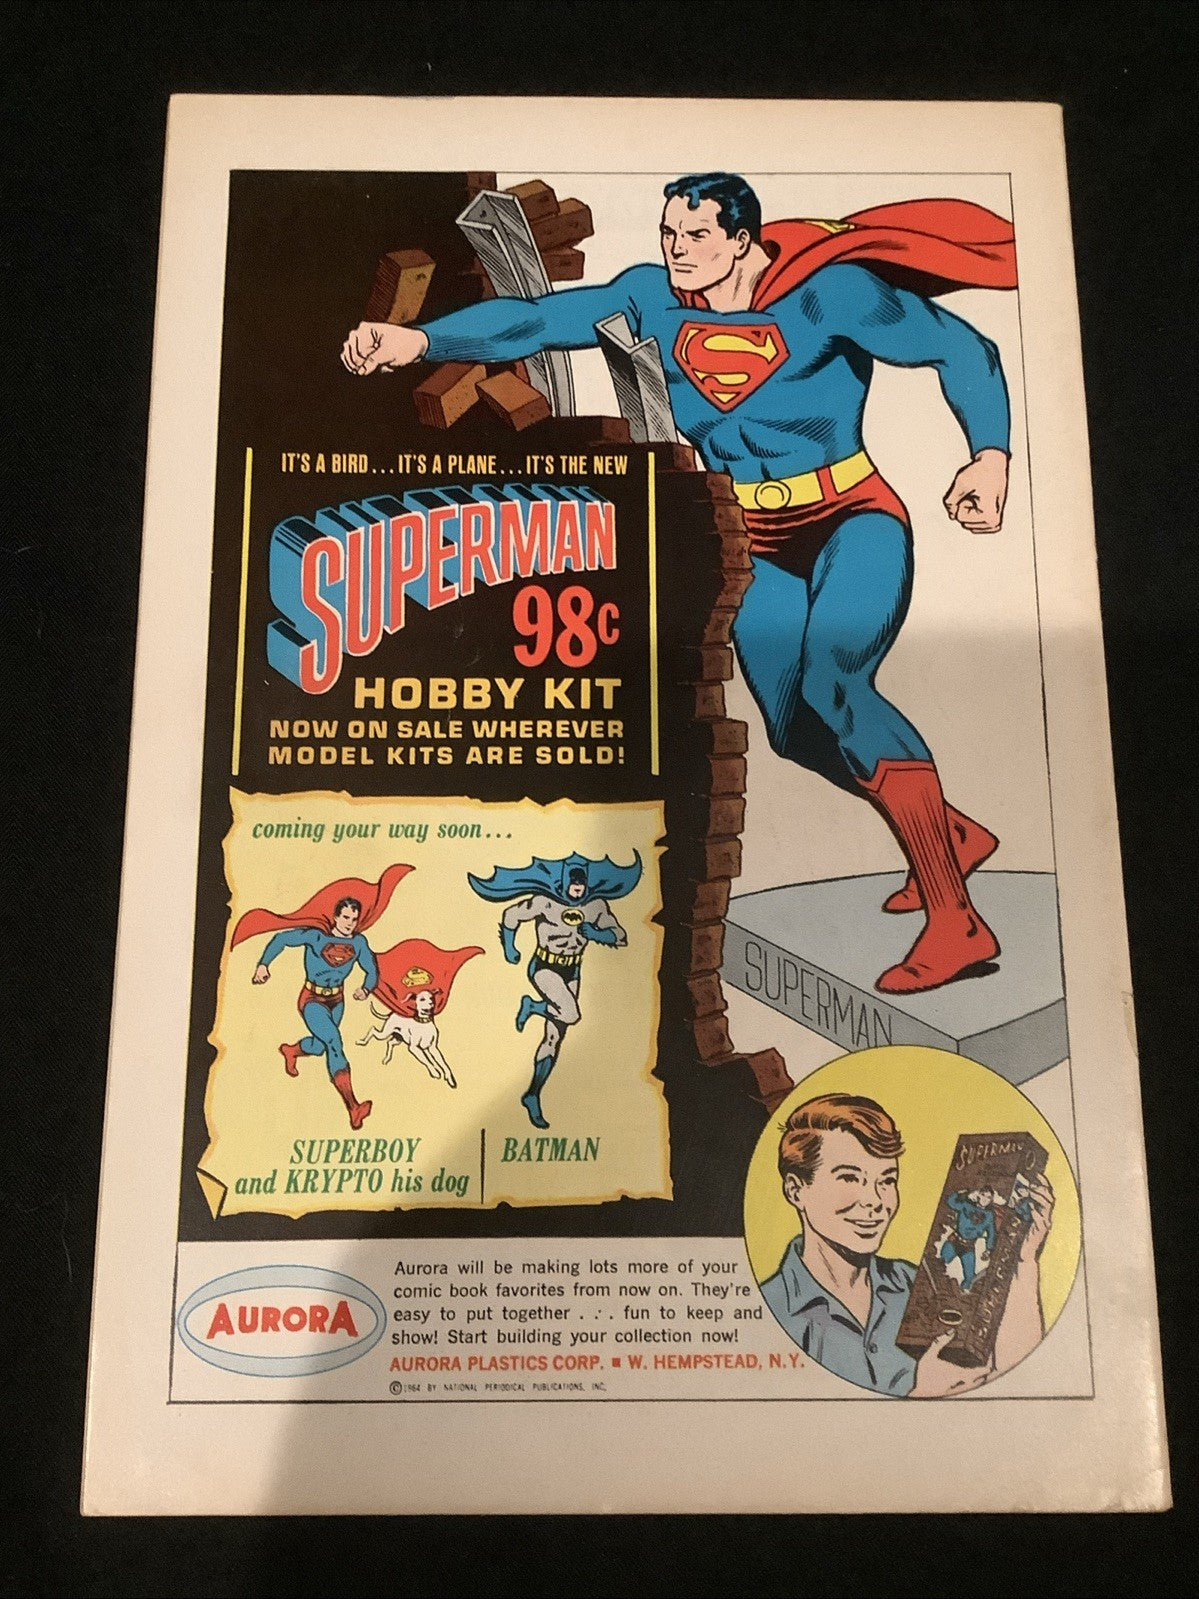 IT'S A BIRD...IT'S A PLANE...IT'S THE NEW
SUPERMAN
98c
HOBBY KIT
NOW ON SALE WHEREVER
MODEL KITS ARE SOLD!
coming your way soon...
SUPERBOY
and KRYPTO his dog
BATMAN
SUPERMAN
SUPERMAN
SUPERMAN
AURORA
Aurora will be making lots more of your
comic book favorites from now on. They're
easy to put together . . . fun to keep and
show! Start building your collection now!
AURORA PLASTICS CORP. ■ W. HEMPSTEAD, N.Y.
©1964 BY NATIONAL PERIODICAL PUBLICATIONS, INC.